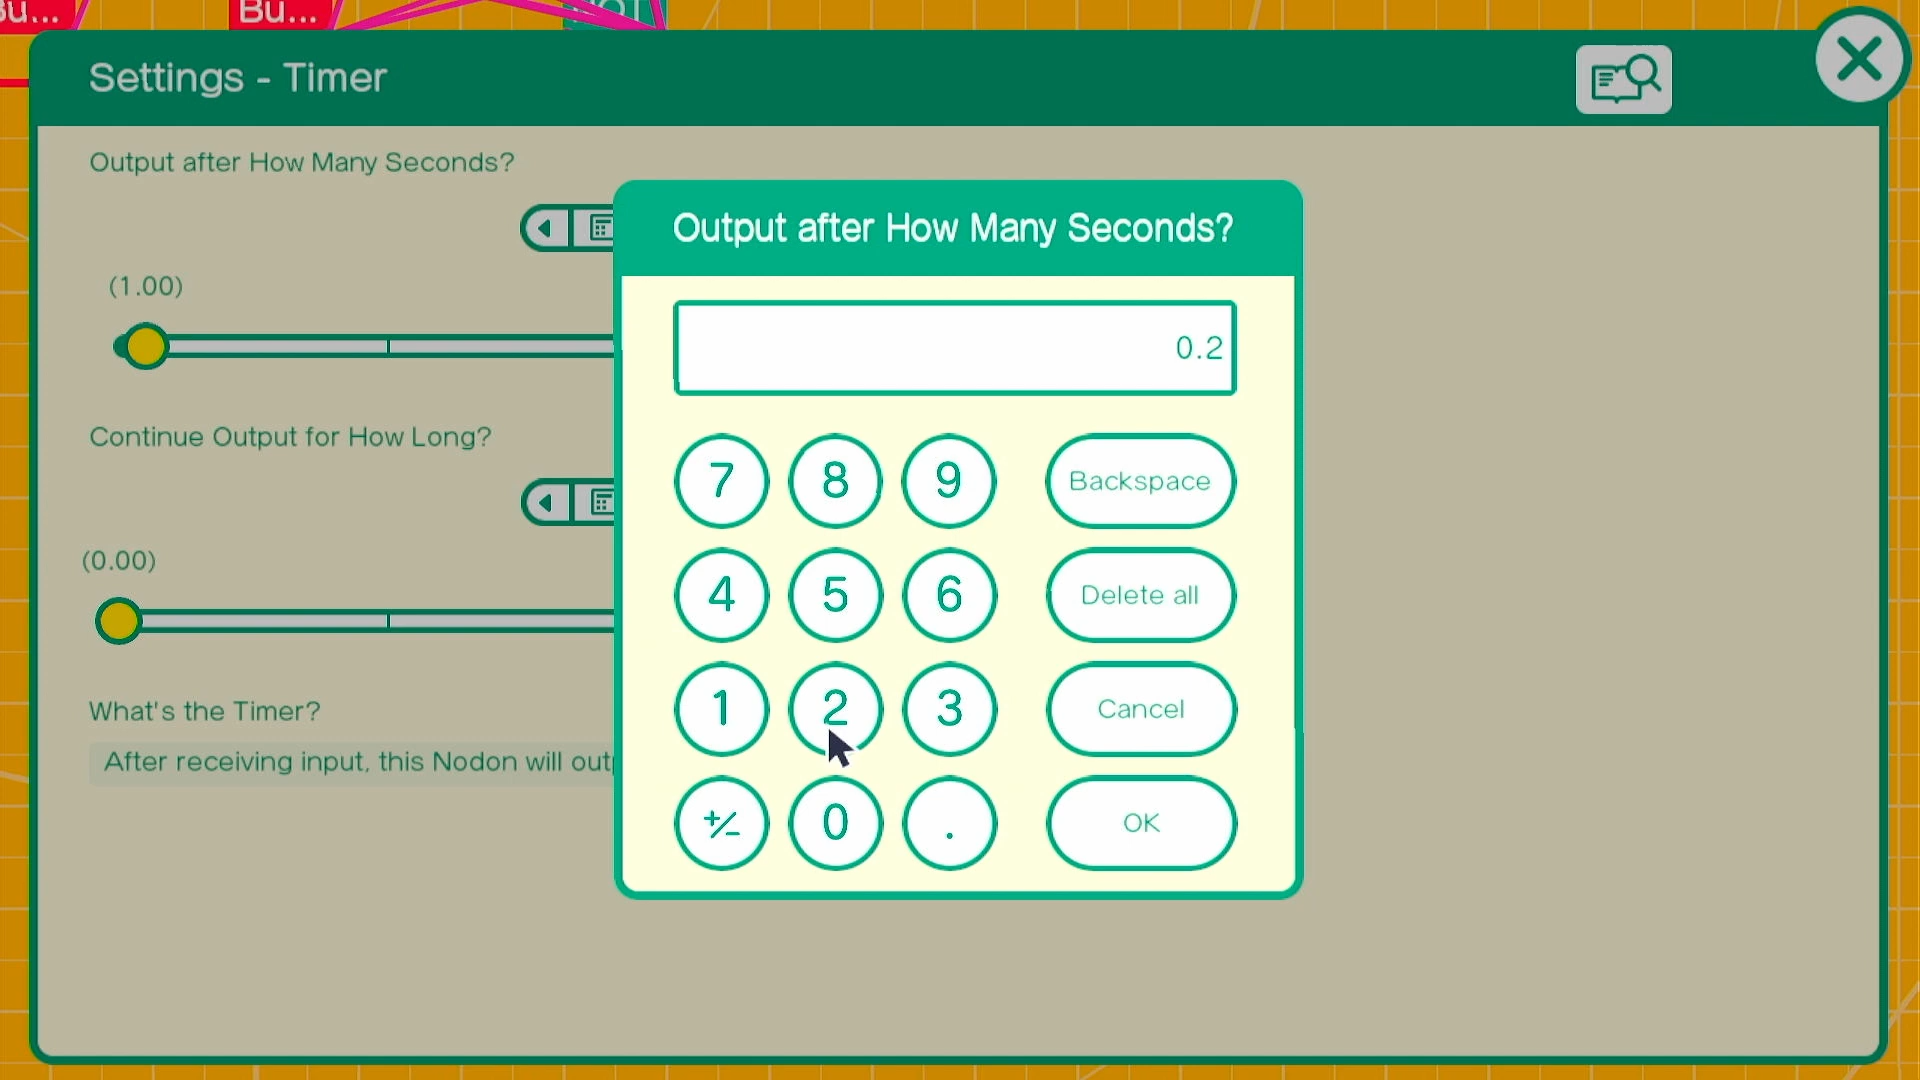 Bu...
Bu...
NOT
Settings - Timer
Output after How Many Seconds?
(1.00)
Continue Output for How Long?
(0.00)
What's the Timer?
After receiving input, this Nodon will outp
Output after How Many Seconds?
0.2
7 8 9 Backspace
4 5 6 Delete all
1 2 3 Cancel
+/- 0 . OK